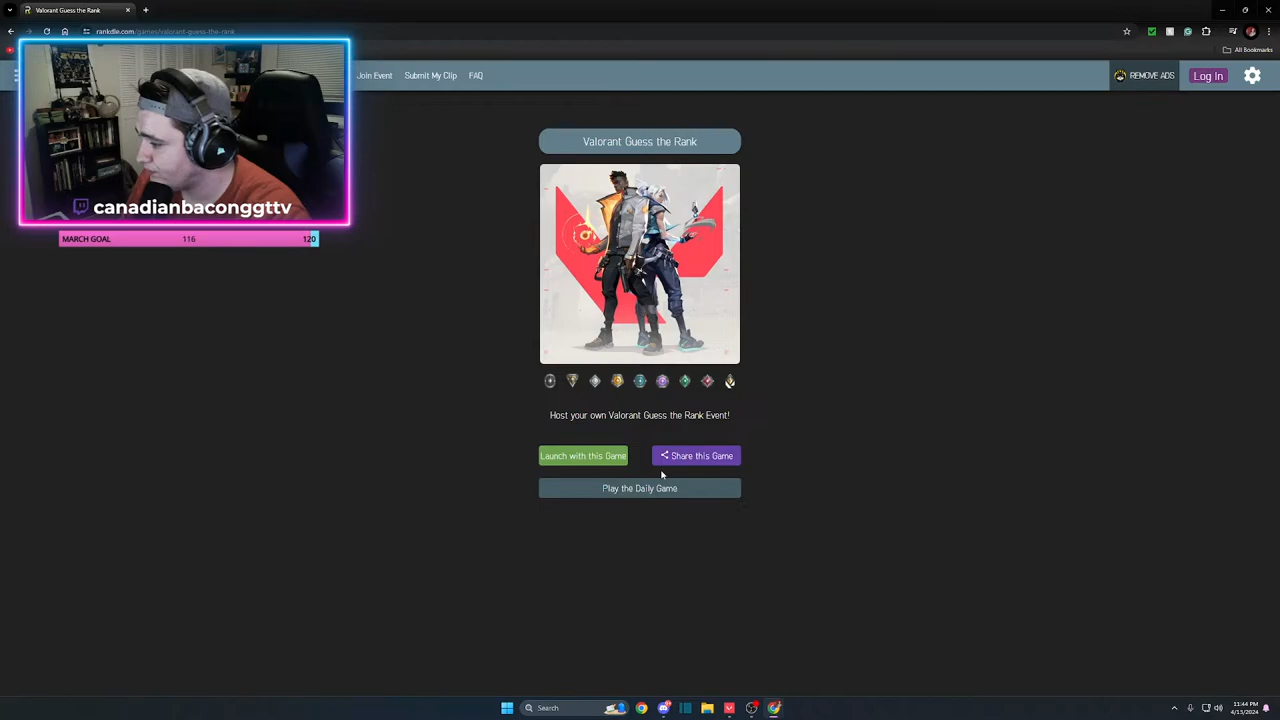 Valorant Guess the Rank
rankdle.com/games/valorant-guess-the-rank
All Bookmarks
Join Event
Submit My Clip
FAQ
REMOVE ADS
Log In
canadianbaconggttv
MARCH GOAL 116 120
Valorant Guess the Rank
Host your own Valorant Guess the Rank Event!
Launch with this Game
Share this Game
Play the Daily Game
Search
11:44 PM
4/13/2024